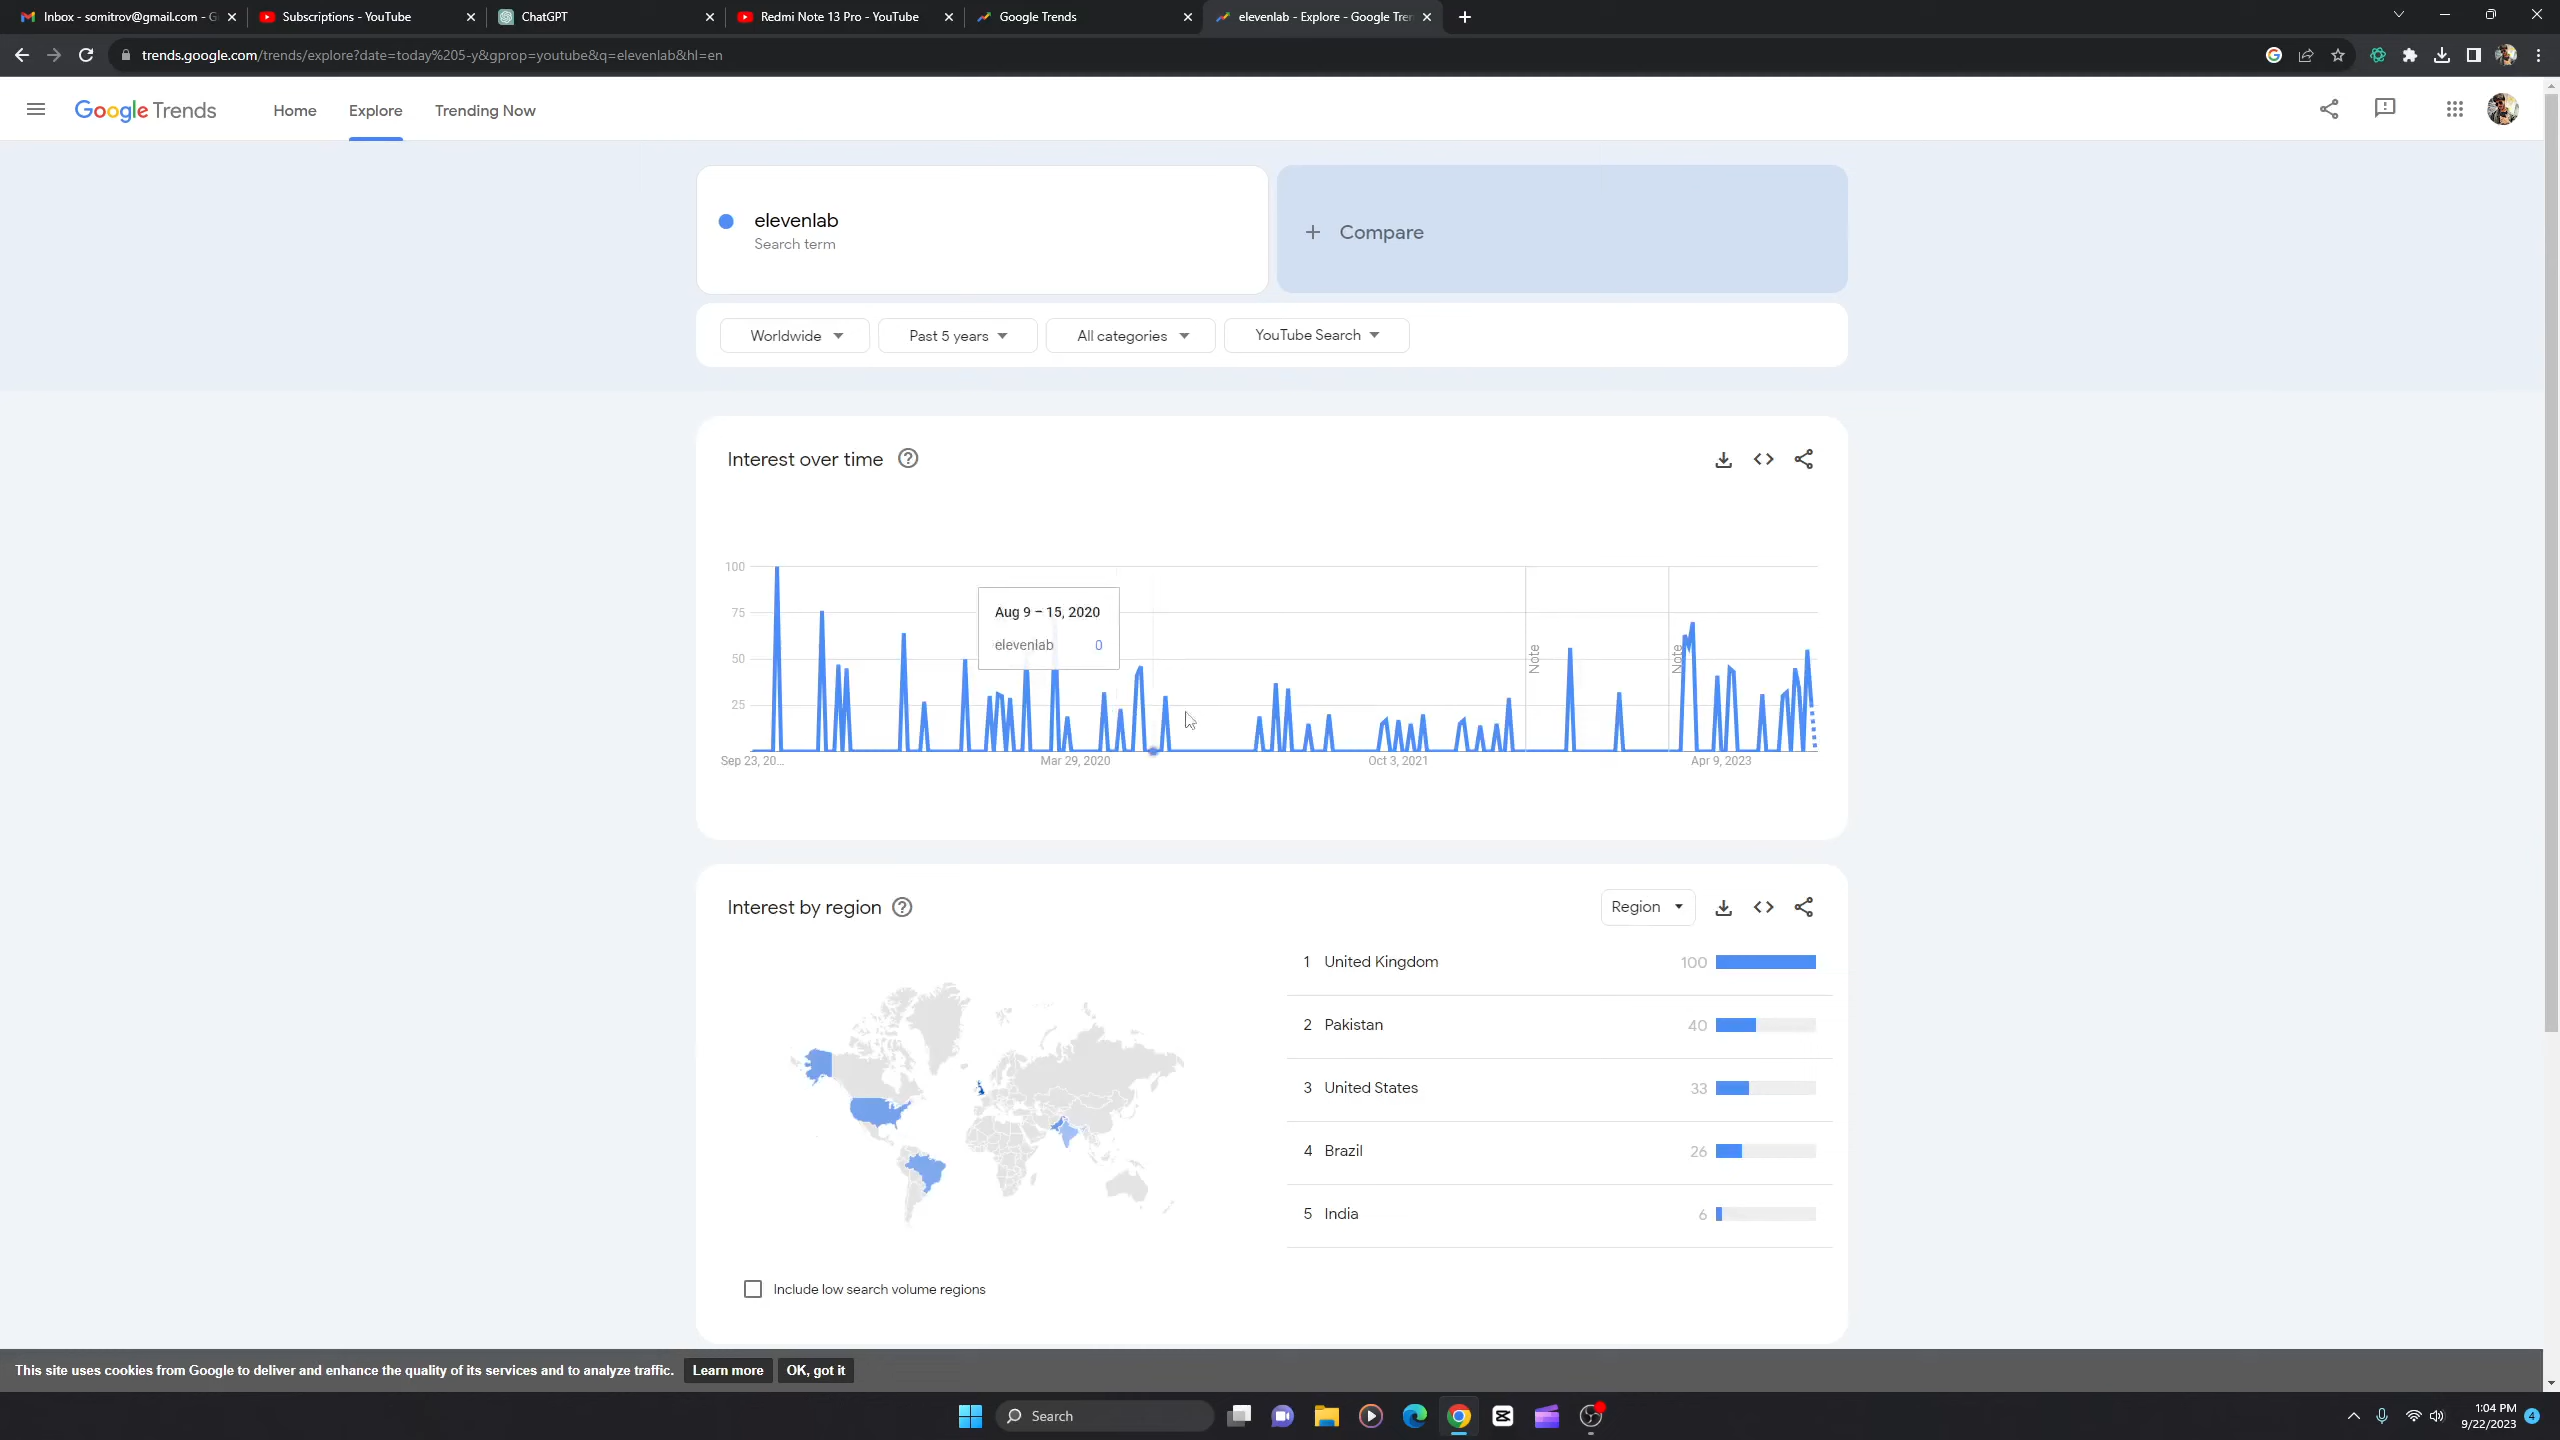 Inbox - somitrov@gmail.com - G
Subscriptions - YouTube
ChatGPT
Redmi Note 13 Pro - YouTube
Google Trends
elevenlab - Explore - Google Tren
trends.google.com/trends/explore?date=today%205-y&gprop=youtube&q=elevenlab&hl=en
Google Trends
Home
Explore
Trending Now
elevenlab
Search term
+ Compare
Worldwide
Past 5 years
All categories
YouTube Search
Interest over time
100
75
50
25
Aug 9 – 15, 2020
elevenlab 0
Note
Note
Sep 23, 20...
Mar 29, 2020
Oct 3, 2021
Apr 9, 2023
Interest by region
Region
1 United Kingdom 100
2 Pakistan 40
3 United States 33
4 Brazil 26
5 India 6
Include low search volume regions
This site uses cookies from Google to deliver and enhance the quality of its services and to analyze traffic. Learn more OK, got it
Search
1:04 PM
9/22/2023
4